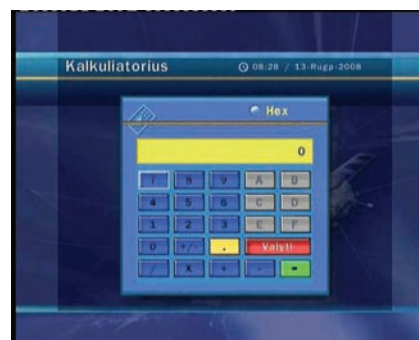 Kalkuliatorius 08:28 / 13-Rugp-2008
Hex
0
7 8 9 A B
4 5 6 C D
1 2 3 E F
0 +/- . Valyti
/ X + - =